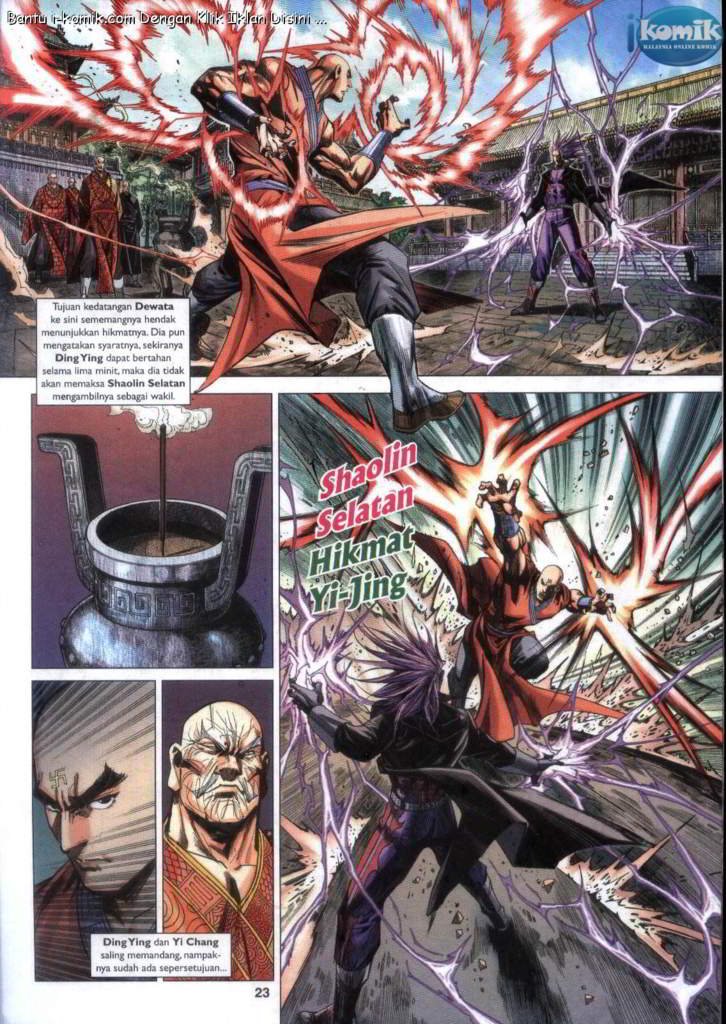 Bantu i-komik.com Dengan Klik Iklan Disini ...
ikomik
MALAYSIA ONLINE KOMIK
Tujuan kedatangan Dewata
ke sini sememangnya hendak
menunjukkan hikmatnya. Dia pun
mengatakan syaratnya, sekiranya
Ding Ying dapat bertahan
selama lima minit, maka dia tidak
akan memaksa Shaolin Selatan
mengambilnya sebagai wakil.
Shaolin
Selatan
Hikmat
Yi-Jing
Ding Ying dan Yi Chang
saling memandang, nampak-
nya sudah ada sepersetujuan...
23